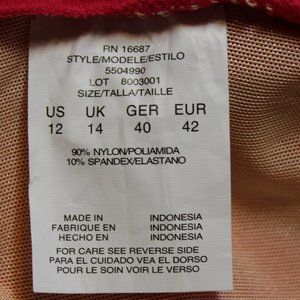 RN 16687
STYLE/MODELE/ESTILO
5504990
LOT 8003001
SIZE/TALLA/TAILLE
US UK GER EUR
12 14 40 42
90% NYLON/POLIAMIDA
10% SPANDEX/ELASTANO
MADE IN INDONESIA
FABRIQUE EN INDONESIA
HECHO EN INDONESIA
FOR CARE SEE REVERSE SIDE
PARA EL CUIDADO VEA EL DORSO
POUR LE SOIN VOIR LE VERSO